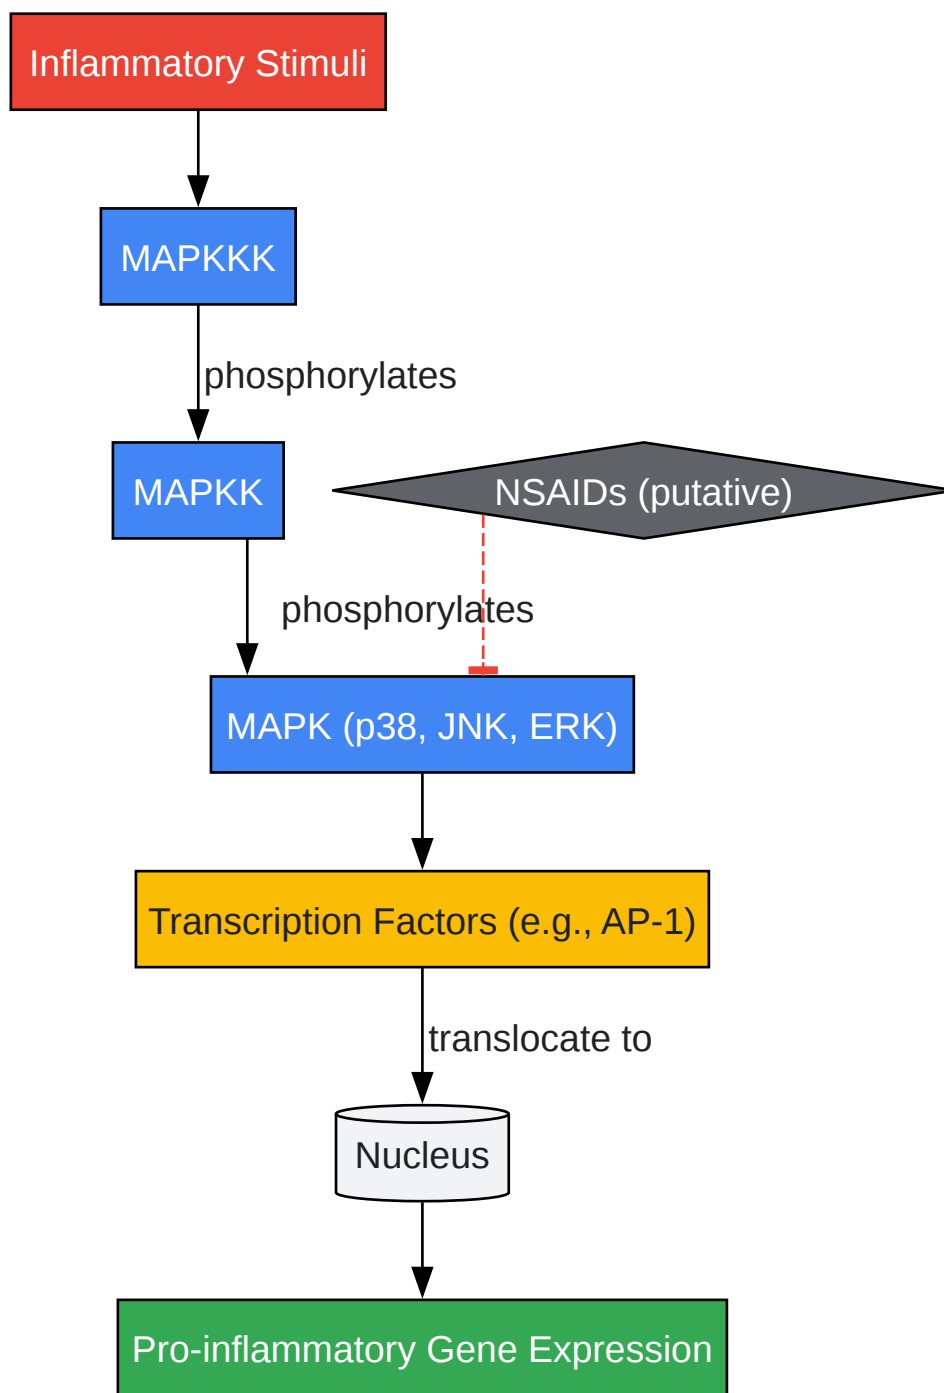 Inflammatory Stimuli
MAPKKK
phosphorylates
MAPKK
NSAIDs (putative)
phosphorylates
MAPK (p38, JNK, ERK)
Transcription Factors (e.g., AP-1)
translocate to
Nucleus
Pro-inflammatory Gene Expression